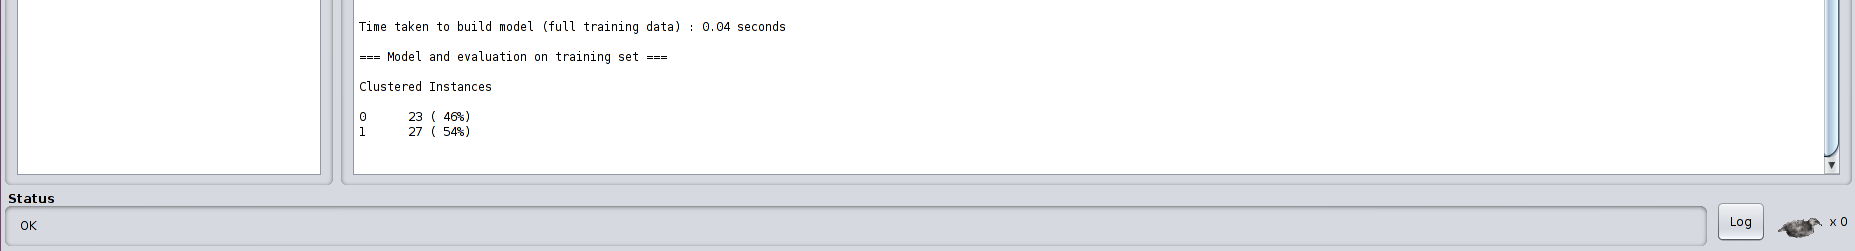 Time taken to build model (full training data) : 0.04 seconds
=== Model and evaluation on training set ===
Clustered Instances
0      23 ( 46%)
1      27 ( 54%)
Status
OK
Log
x 0